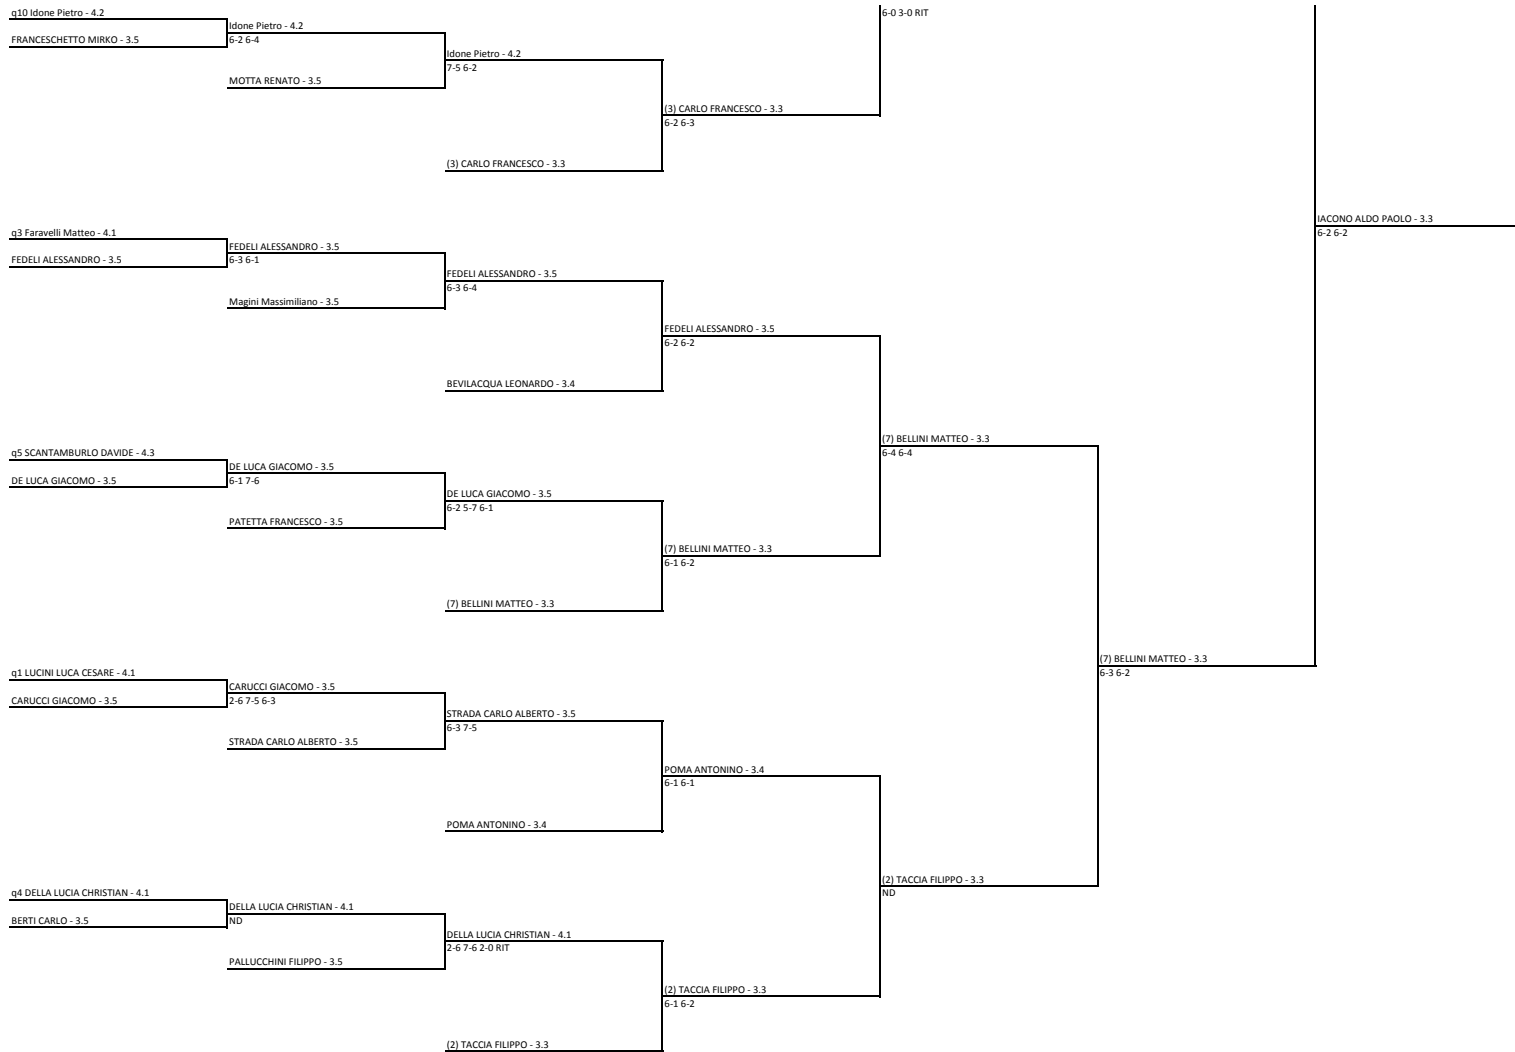 q10 Idone Pietro - 4.2
FRANCESCHETTO MIRKO - 3.5
Idone Pietro - 4.2
6-2 6-4
MOTTA RENATO - 3.5
Idone Pietro - 4.2
7-5 6-2
(3) CARLO FRANCESCO - 3.3
(3) CARLO FRANCESCO - 3.3
6-2 6-3
6-0 3-0 RIT
q3 Faravelli Matteo - 4.1
FEDELI ALESSANDRO - 3.5
FEDELI ALESSANDRO - 3.5
6-3 6-1
Magini Massimiliano - 3.5
FEDELI ALESSANDRO - 3.5
6-3 6-4
BEVILACQUA LEONARDO - 3.4
FEDELI ALESSANDRO - 3.5
6-2 6-2
q5 SCANTAMBURLO DAVIDE - 4.3
DE LUCA GIACOMO - 3.5
DE LUCA GIACOMO - 3.5
6-1 7-6
PATETTA FRANCESCO - 3.5
DE LUCA GIACOMO - 3.5
6-2 5-7 6-1
(7) BELLINI MATTEO - 3.3
(7) BELLINI MATTEO - 3.3
6-1 6-2
(7) BELLINI MATTEO - 3.3
6-4 6-4
q1 LUCINI LUCA CESARE - 4.1
CARUCCI GIACOMO - 3.5
CARUCCI GIACOMO - 3.5
2-6 7-5 6-3
STRADA CARLO ALBERTO - 3.5
STRADA CARLO ALBERTO - 3.5
6-3 7-5
POMA ANTONINO - 3.4
POMA ANTONINO - 3.4
6-1 6-1
q4 DELLA LUCIA CHRISTIAN - 4.1
BERTI CARLO - 3.5
DELLA LUCIA CHRISTIAN - 4.1
ND
PALLUCCHINI FILIPPO - 3.5
DELLA LUCIA CHRISTIAN - 4.1
2-6 7-6 2-0 RIT
(2) TACCIA FILIPPO - 3.3
(2) TACCIA FILIPPO - 3.3
6-1 6-2
(2) TACCIA FILIPPO - 3.3
ND
(7) BELLINI MATTEO - 3.3
6-3 6-2
IACONO ALDO PAOLO - 3.3
6-2 6-2